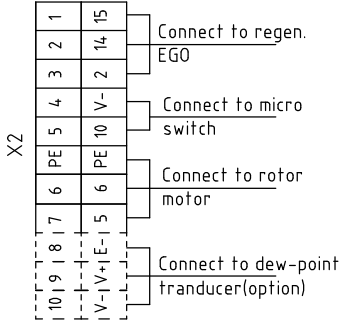 X2
1 15
2 14
3 2
4 V-
5 10
PE PE
6 6
7 5
8 E-
9 V+
10 V-
Connect to regen.
EGO
Connect to micro
switch
Connect to rotor
motor
Connect to dew-point
tranducer(option)